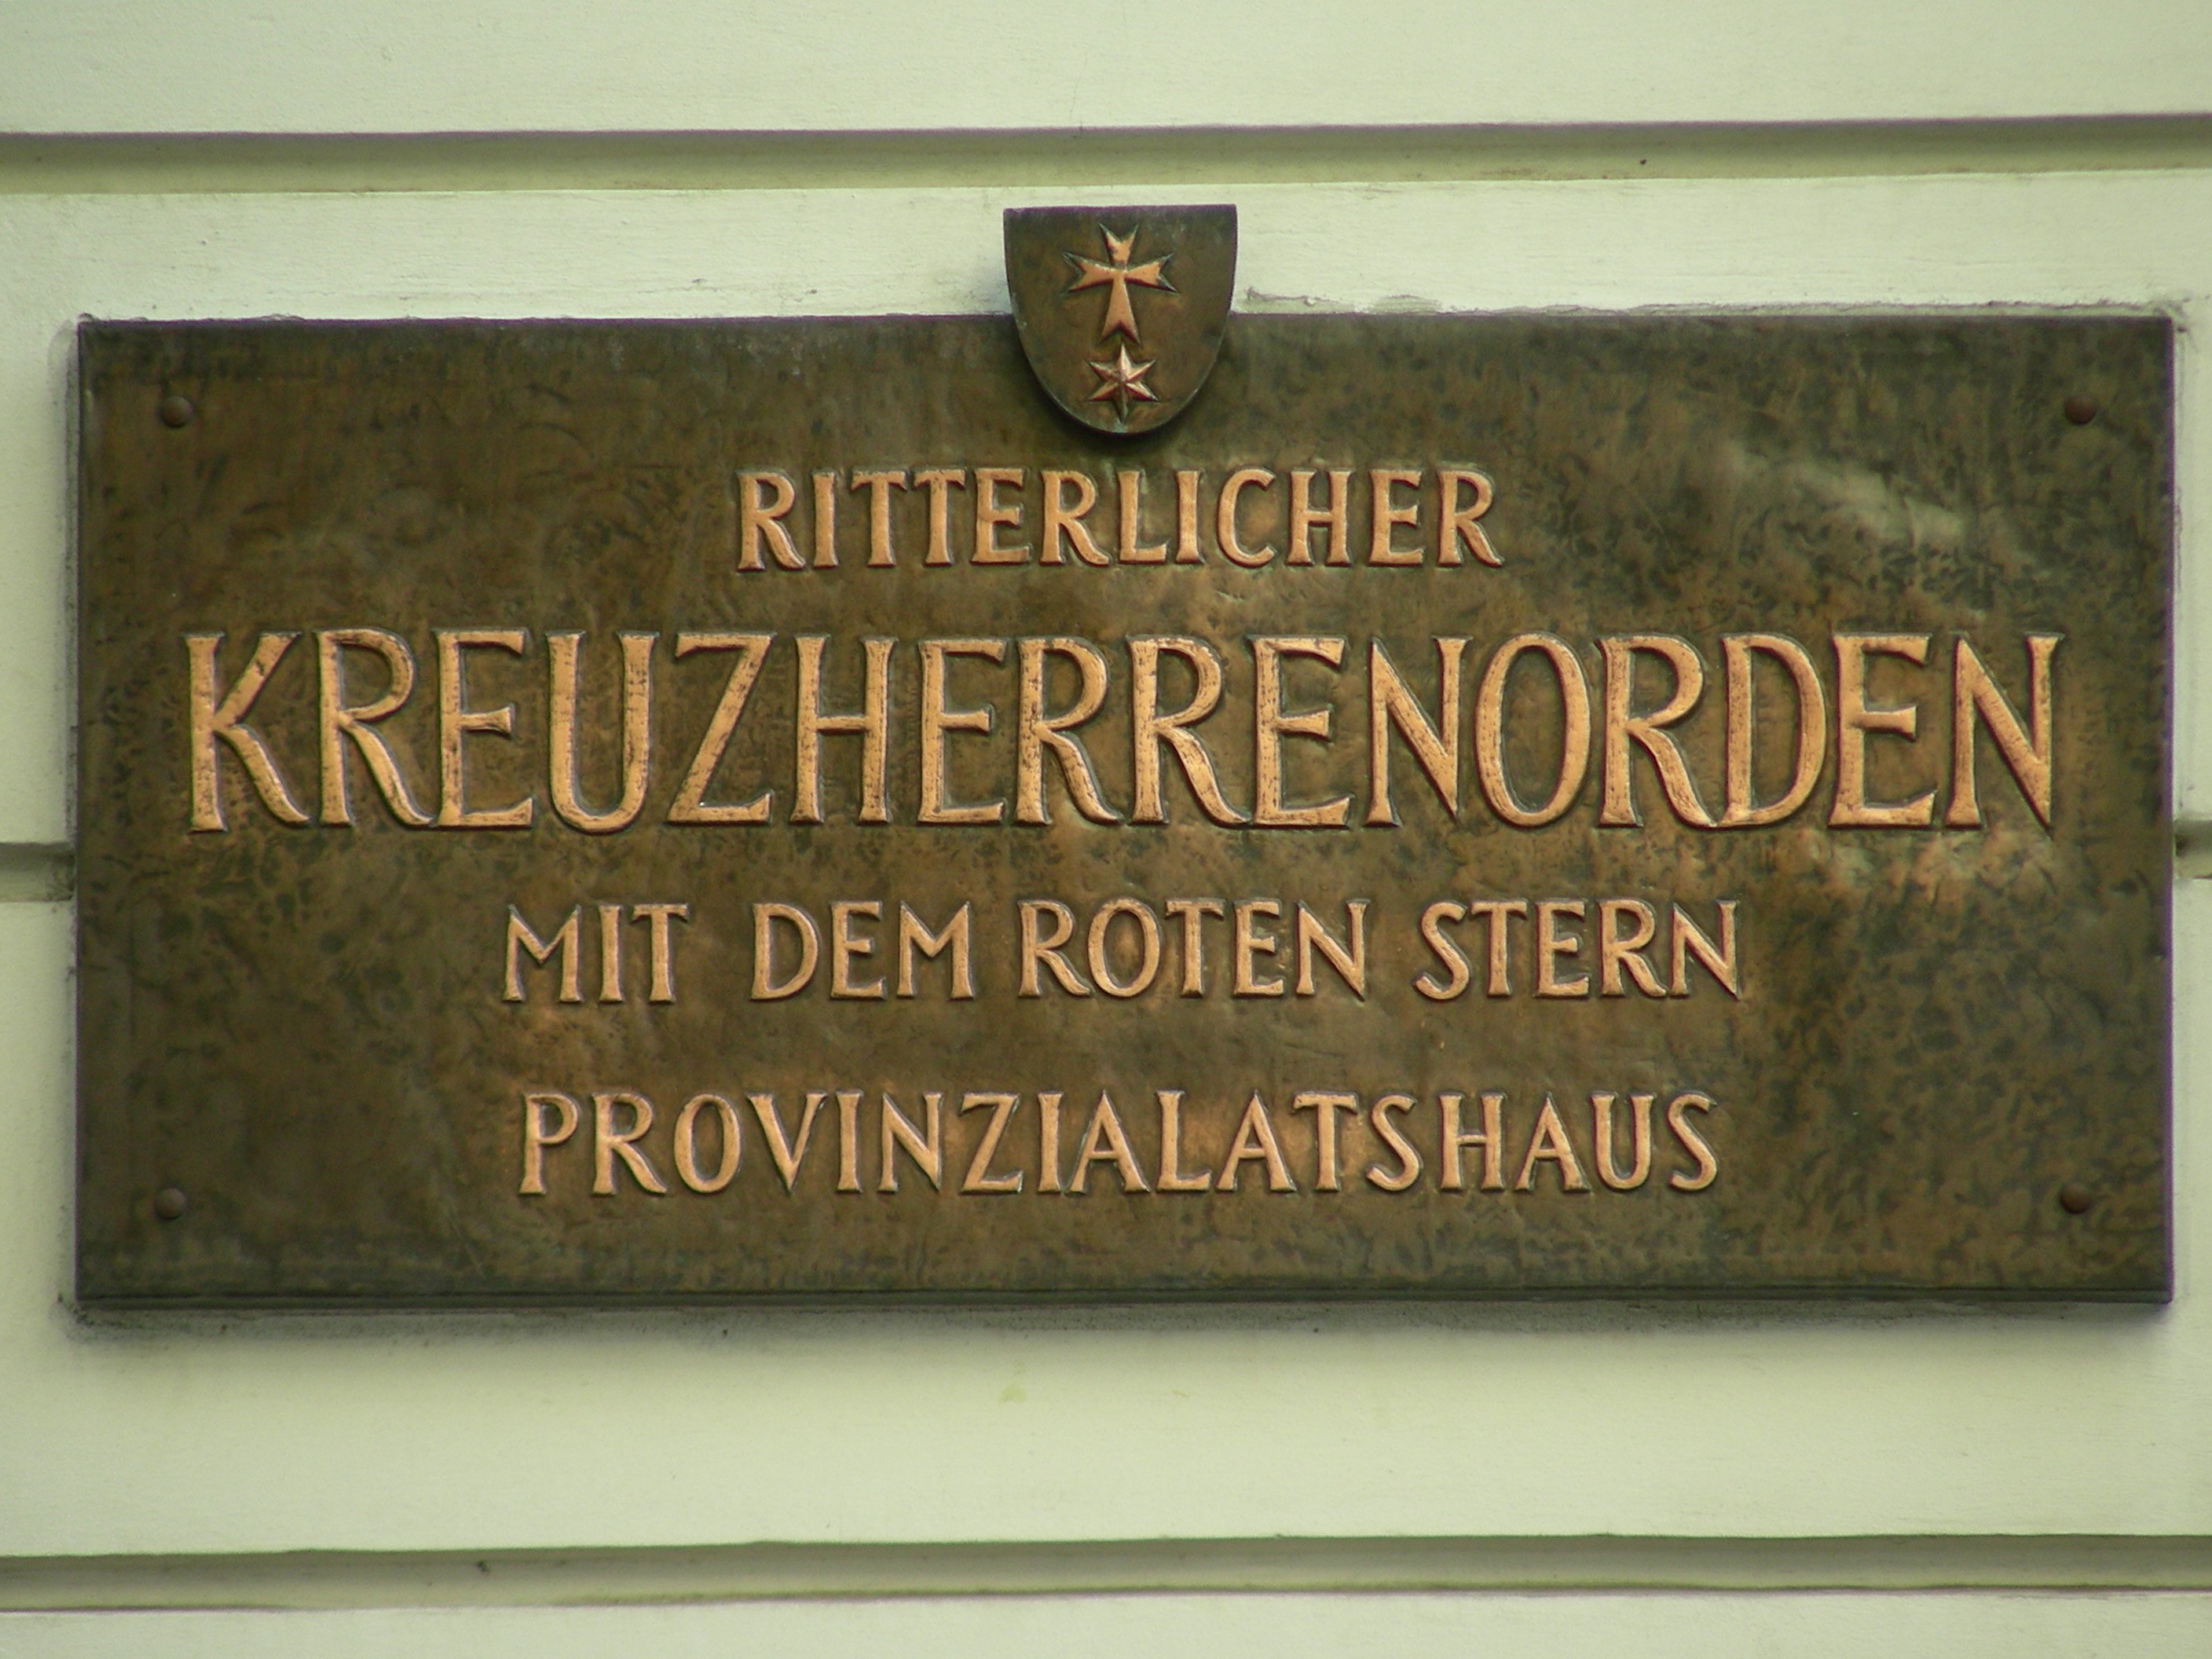 RITTERLICHER
KREUZHERRENORDEN
MIT DEM ROTEN STERN
PROVINZIALATSHAUS